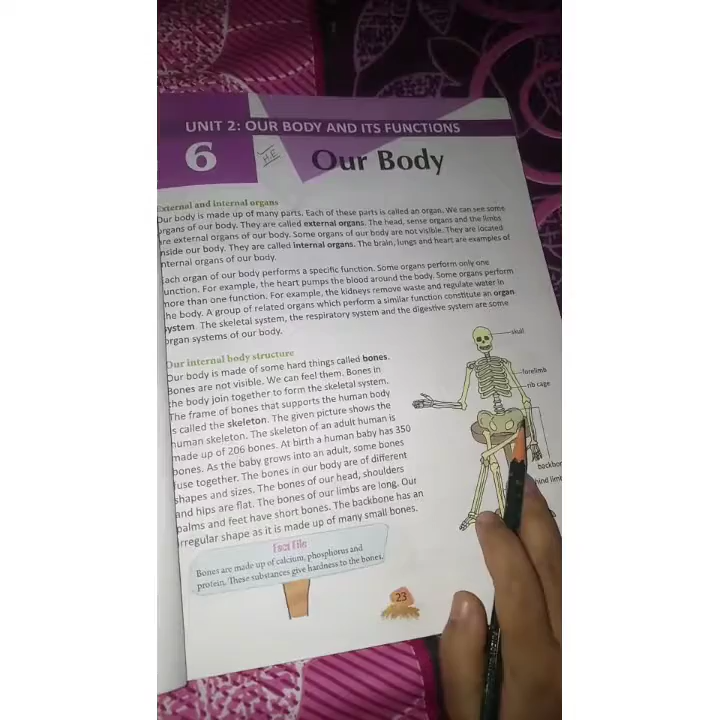 UNIT 2: OUR BODY AND ITS FUNCTIONS
6
H.E
Our Body
External and internal organs
Our body is made up of many parts. Each of these parts is called an organ. We can see some
organs of our body. They are called external organs. The head, sense organs and the limbs
are external organs of our body. Some organs of our body are not visible. They are located
inside our body. They are called internal organs. The brain, lungs and heart are examples of
internal organs of our body.
Each organ of our body performs a specific function. Some organs perform only one
function. For example, the heart pumps the blood around the body. Some organs perform
more than one function. For example, the kidneys remove waste and regulate water in
the body. A group of related organs which perform a similar function constitute an organ
system. The skeletal system, the respiratory system and the digestive system are some
organ systems of our body.
Our internal body structure
Our body is made of some hard things called bones.
Bones are not visible. We can feel them. Bones in
the body join together to form the skeletal system.
The frame of bones that supports the human body
is called the skeleton. The given picture shows the
human skeleton. The skeleton of an adult human is
made up of 206 bones. At birth a human baby has 350
bones. As the baby grows into an adult, some bones
fuse together. The bones in our body are of different
shapes and sizes. The bones of our head, shoulders
and hips are flat. The bones of our limbs are long. Our
palms and feet have short bones. The backbone has an
irregular shape as it is made up of many small bones.
skull
forelimb
rib cage
backbon
hind limb
Fact File
Bones are made up of calcium, phosphorus and
protein. These substances give hardness to the bones.
23